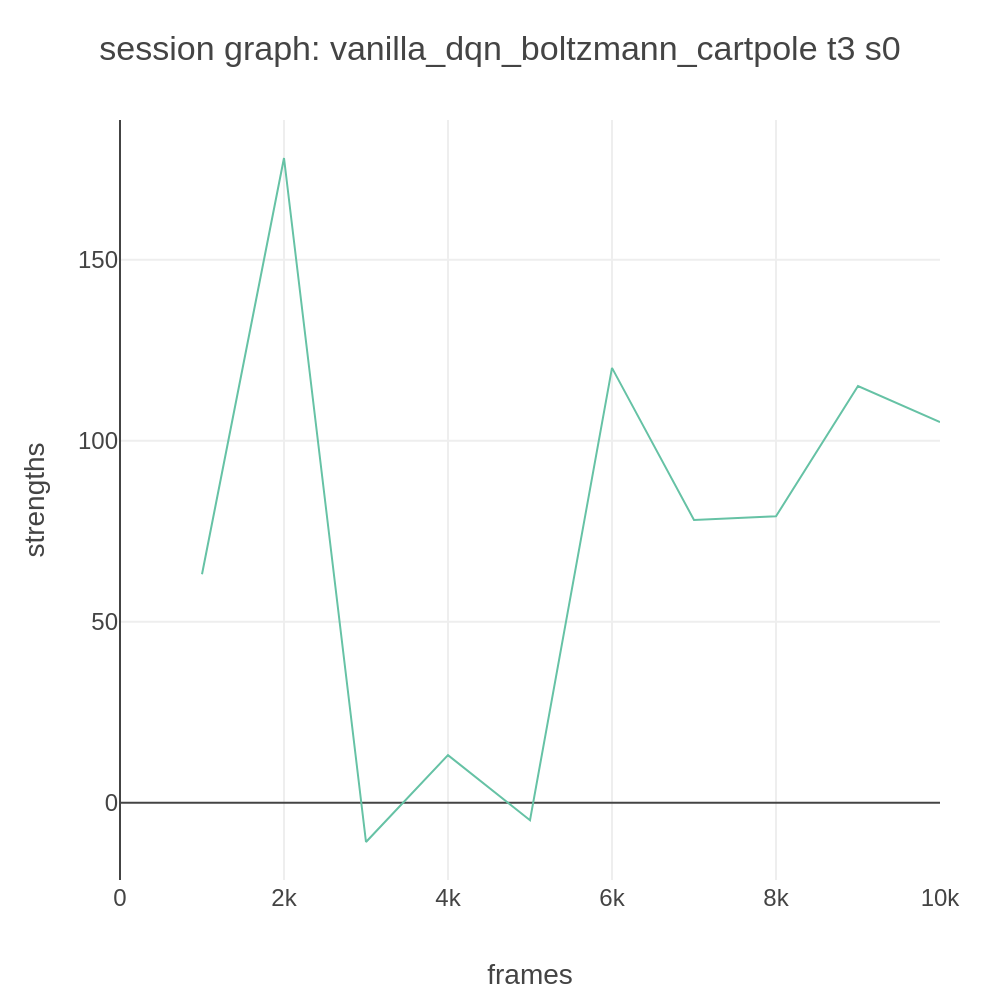 session graph: vanilla_dqn_boltzmann_cartpole t3 s0
strengths
150
100
50
0
0 2k 4k 6k 8k 10k
frames